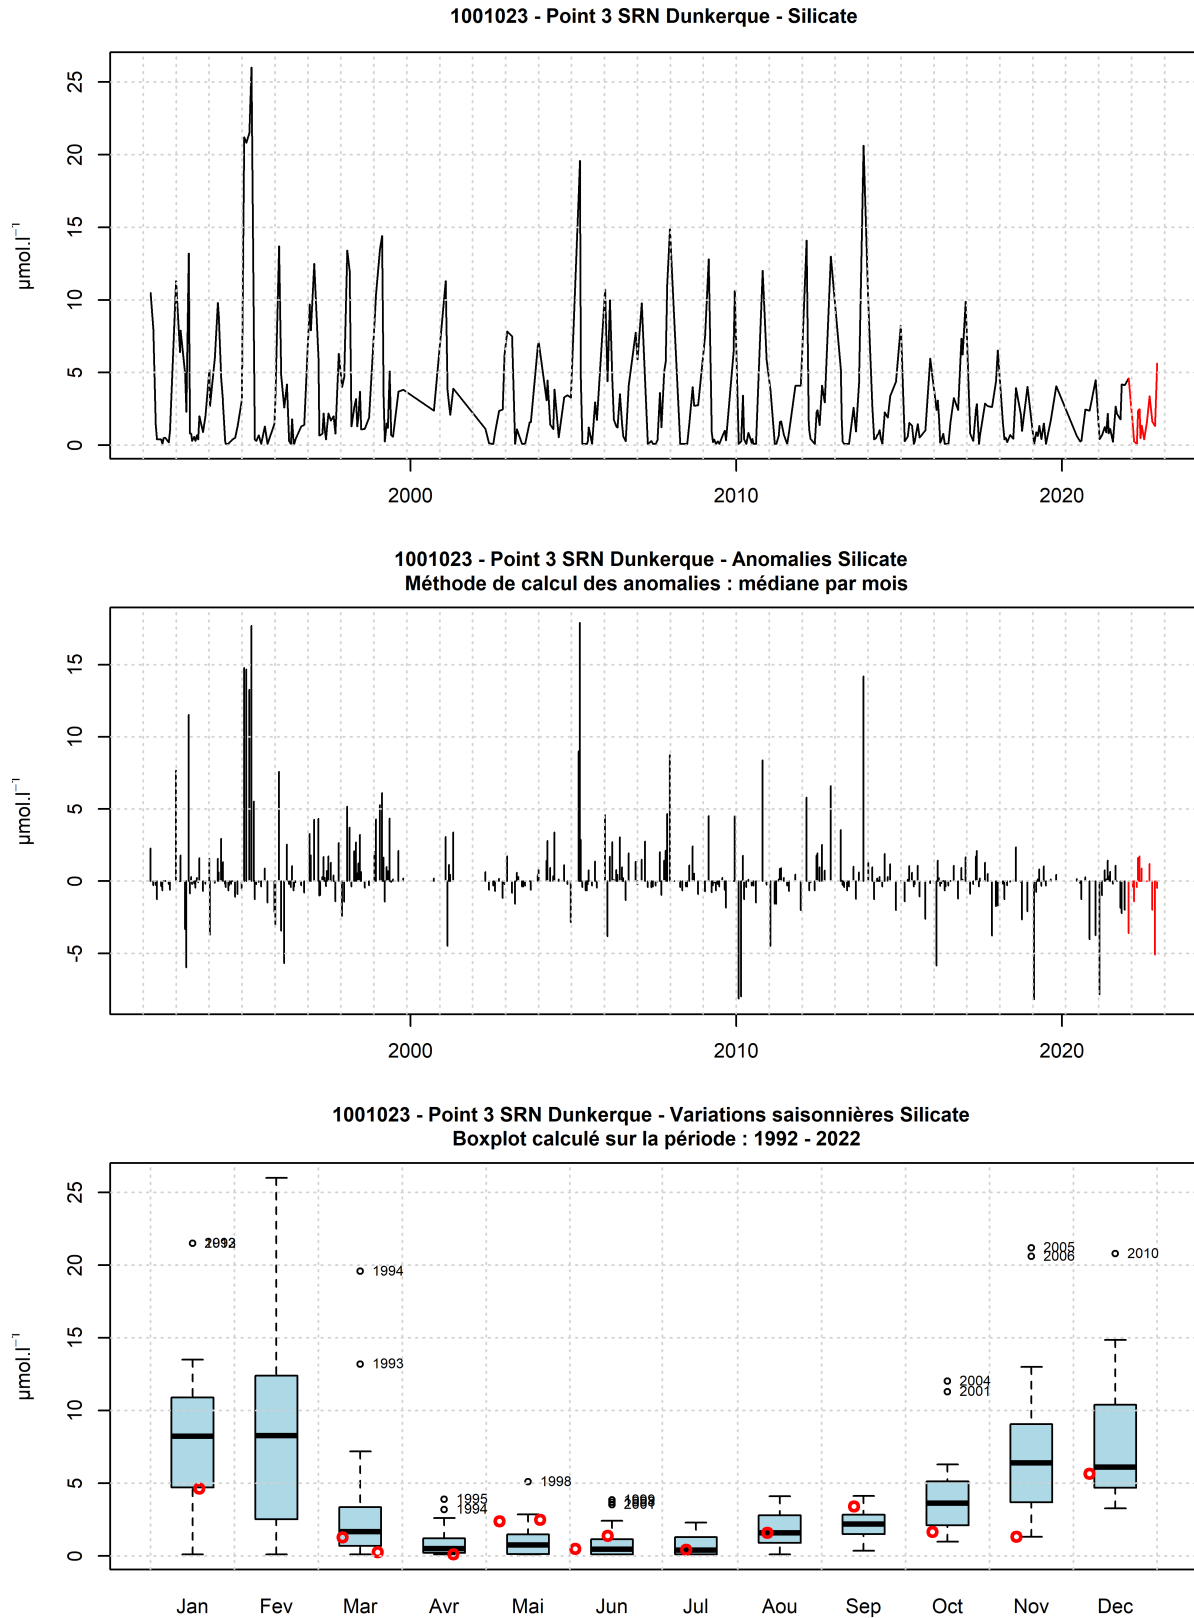 1001023 - Point 3 SRN Dunkerque - Silicate
µmol.l⁻¹
25
20
15
10
5
0
2000 2010 2020
1001023 - Point 3 SRN Dunkerque - Anomalies Silicate
Méthode de calcul des anomalies : médiane par mois
µmol.l⁻¹
15
10
5
0
-5
2000 2010 2020
1001023 - Point 3 SRN Dunkerque - Variations saisonnières Silicate
Boxplot calculé sur la période : 1992 - 2022
µmol.l⁻¹
25
20
15
10
5
0
1994
1993
1995
1994
1998
2004
2001
2005
2006
2010
Jan Fev Mar Avr Mai Jun Jul Aou Sep Oct Nov Dec